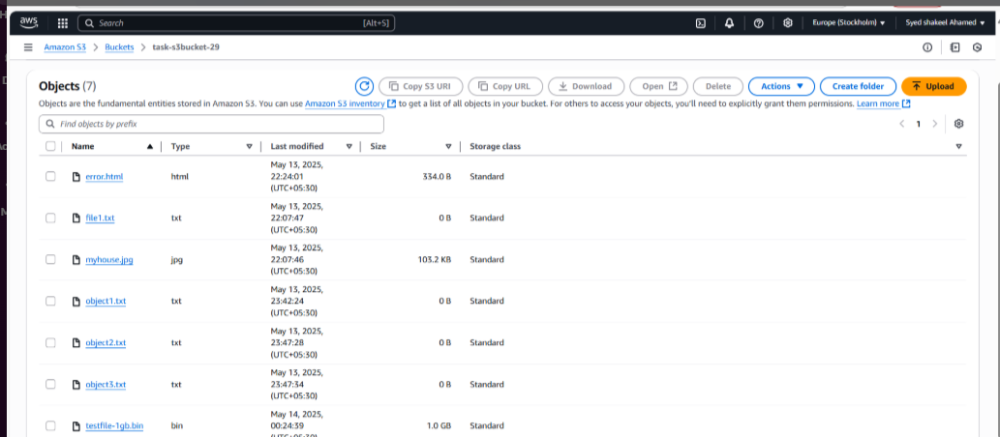 aws
Search [Alt+S]
Europe (Stockholm) Syed shakeel Ahamed
Amazon S3 > Buckets > task-s3bucket-29
Objects (7)
Copy S3 URI Copy URL Download Open Delete Actions Create folder Upload
Objects are the fundamental entities stored in Amazon S3. You can use Amazon S3 inventory to get a list of all objects in your bucket. For others to access your objects, you'll need to explicitly grant them permissions. Learn more
Find objects by prefix
1
Name Type Last modified Size Storage class
May 13, 2025,
error.html html 22:24:01 334.0 B Standard
(UTC+05:30)
May 13, 2025,
file1.txt txt 22:07:47 0 B Standard
(UTC+05:30)
May 13, 2025,
myhouse.jpg jpg 22:07:46 103.2 KB Standard
(UTC+05:30)
May 13, 2025,
object1.txt txt 23:42:24 0 B Standard
(UTC+05:30)
May 13, 2025,
object2.txt txt 23:47:28 0 B Standard
(UTC+05:30)
May 13, 2025,
object3.txt txt 23:47:34 0 B Standard
(UTC+05:30)
May 14, 2025,
testfile-1gb.bin bin 00:24:39 1.0 GB Standard